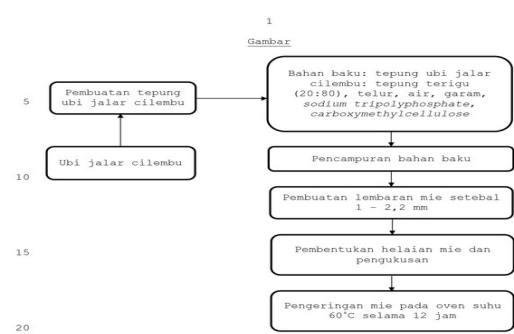 1
Gambar
Bahan baku: tepung ubi jalar
cilembu: tepung terigu
(20:80), telur, air, garam,
sodium tripolyphosphate,
carboxymethylcellulose
5
Pembuatan tepung
ubi jalar cilembu
Ubi jalar cilembu
Pencampuran bahan baku
10
Pembuatan lembaran mie setebal
1 – 2,2 mm
15
Pembentukan helaian mie dan
pengukusan
Pengeringan mie pada oven suhu
60°C selama 12 jam
20